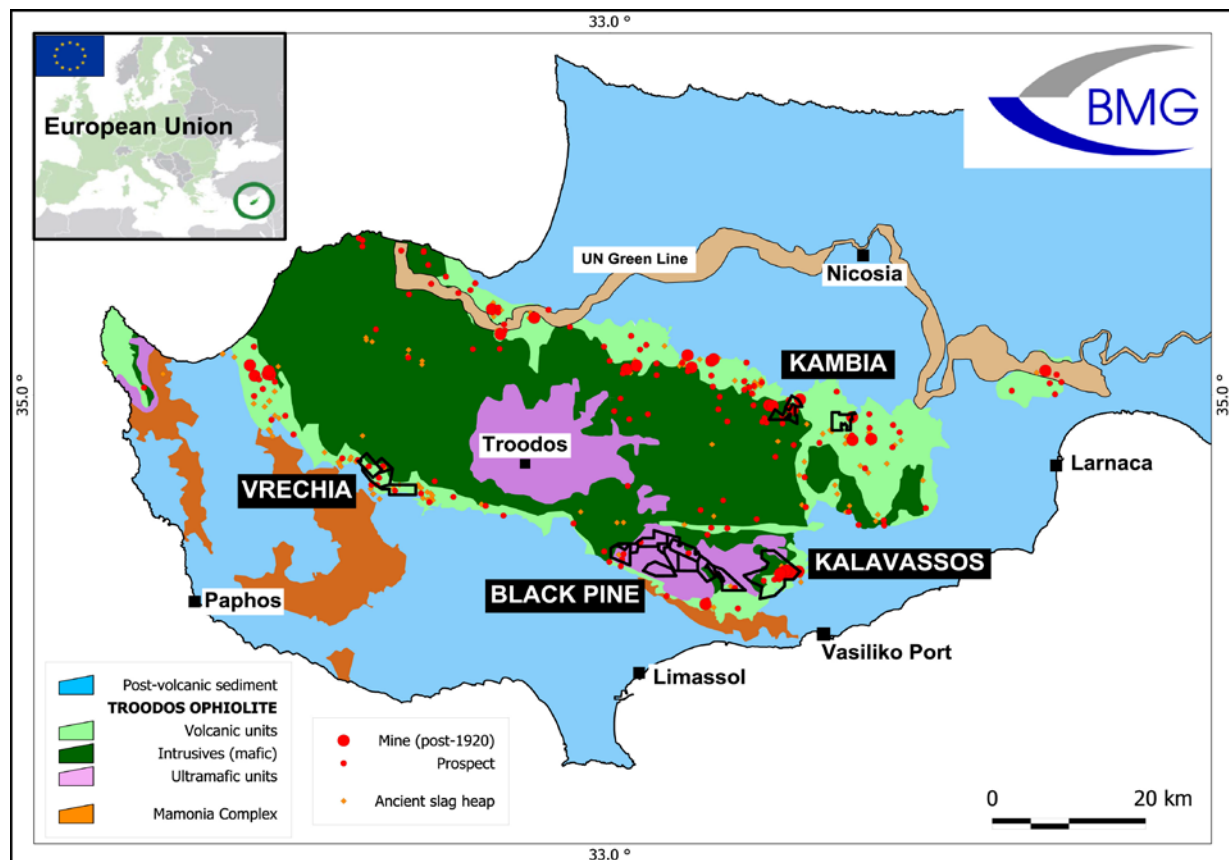 33.0 °
European Union
BMG
UN Green Line
Nicosia
KAMBIA
35.0 °
35.0 °
Troodos
Larnaca
VRECHIA
KALAVASSOS
BLACK PINE
Paphos
Vasiliko Port
Limassol
Post-volcanic sediment
TROODOS OPHIOLITE
Volcanic units
Intrusives (mafic)
Ultramafic units
Mamonia Complex
Mine (post-1920)
Prospect
Ancient slag heap
0 20 km
33.0 °